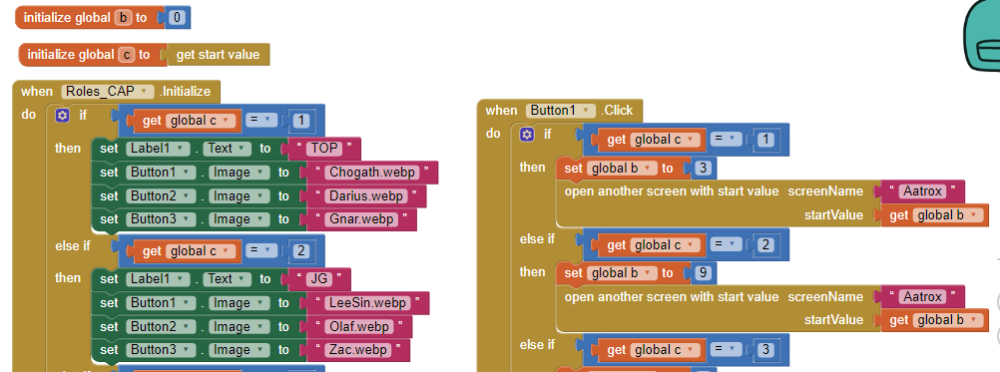 initialize global b to 0
initialize global c to get start value
when Roles_CAP .Initialize
do if get global c = 1
then set Label1 . Text to " TOP "
set Button1 . Image to " Chogath.webp "
set Button2 . Image to " Darius.webp "
set Button3 . Image to " Gnar.webp "
else if get global c = 2
then set Label1 . Text to " JG "
set Button1 . Image to " LeeSin.webp "
set Button2 . Image to " Olaf.webp "
set Button3 . Image to " Zac.webp "
when Button1 .Click
do if get global c = 1
then set global b to 3
open another screen with start value screenName " Aatrox "
startValue get global b
else if get global c = 2
then set global b to 9
open another screen with start value screenName " Aatrox "
startValue get global b
else if get global c = 3